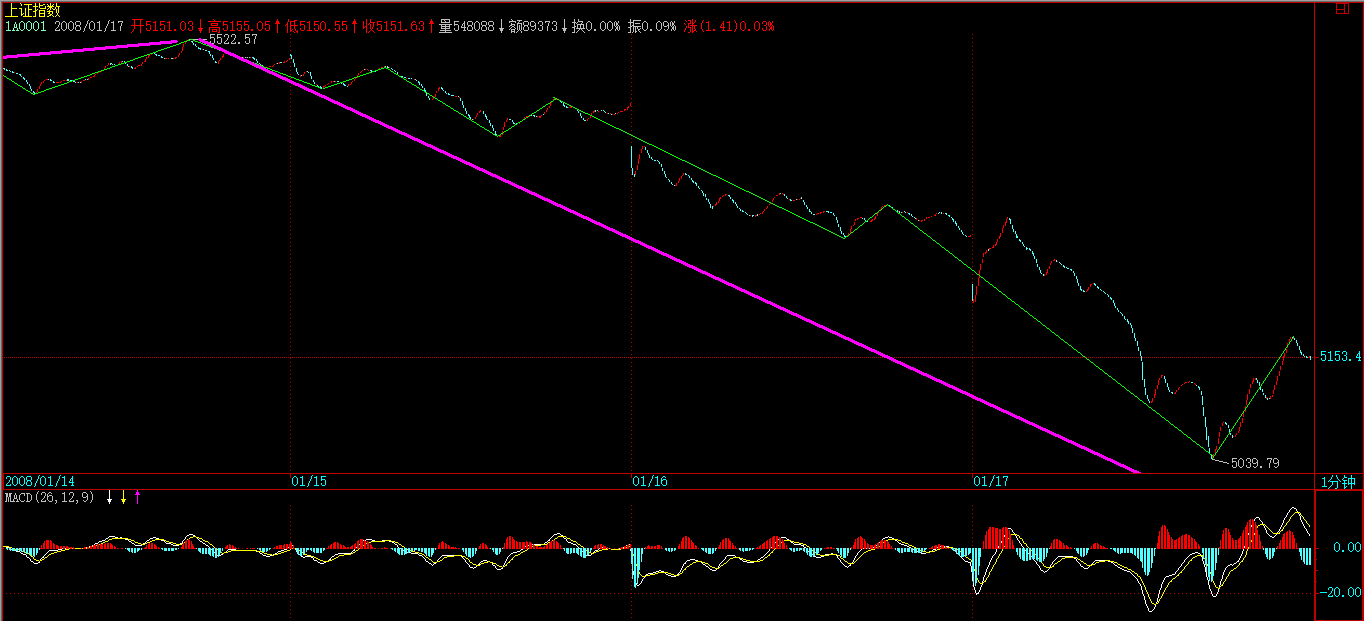 上证指数 日
1A0001 2008/01/17 开5151.03↓高5155.05↑低5150.55↑收5151.63↑量548088↓额89373↓换0.00% 振0.09% 涨(1.41)0.03%
5522.57
5153.4
5039.79
2008/01/14 01/15 01/16 01/17 1分钟
MACD(26,12,9) ↓ ↓ ↑
0.00
-20.00